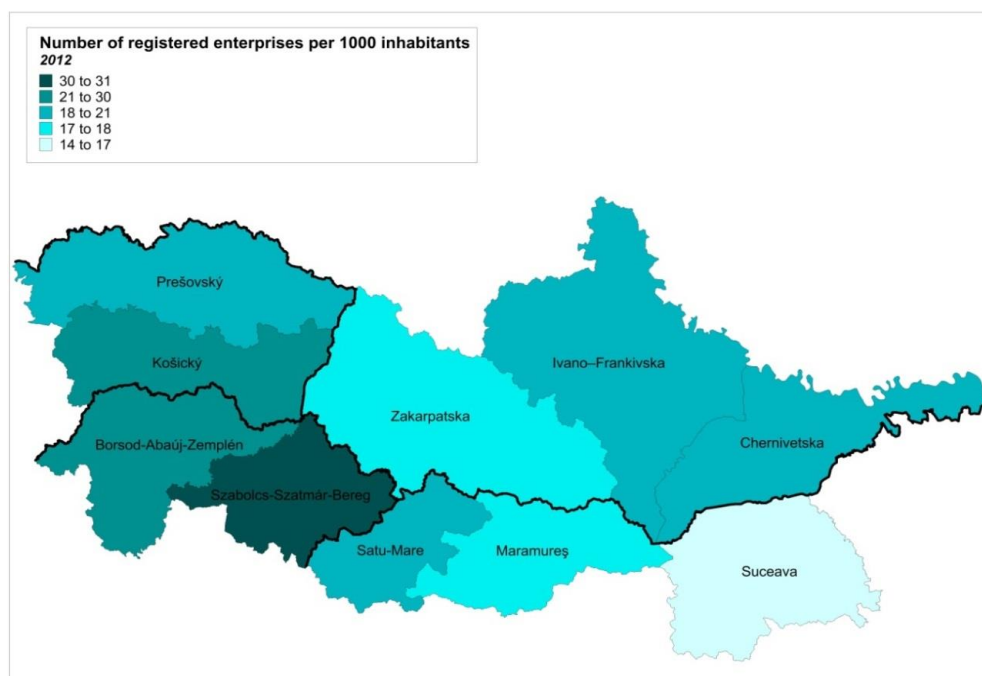 Number of registered enterprises per 1000 inhabitants
2012
30 to 31
21 to 30
18 to 21
17 to 18
14 to 17
Prešovský
Košický
Ivano–Frankivska
Zakarpatska
Chernivetska
Borsod-Abaúj-Zemplén
Szabolcs-Szatmár-Bereg
Satu-Mare
Maramureş
Suceava